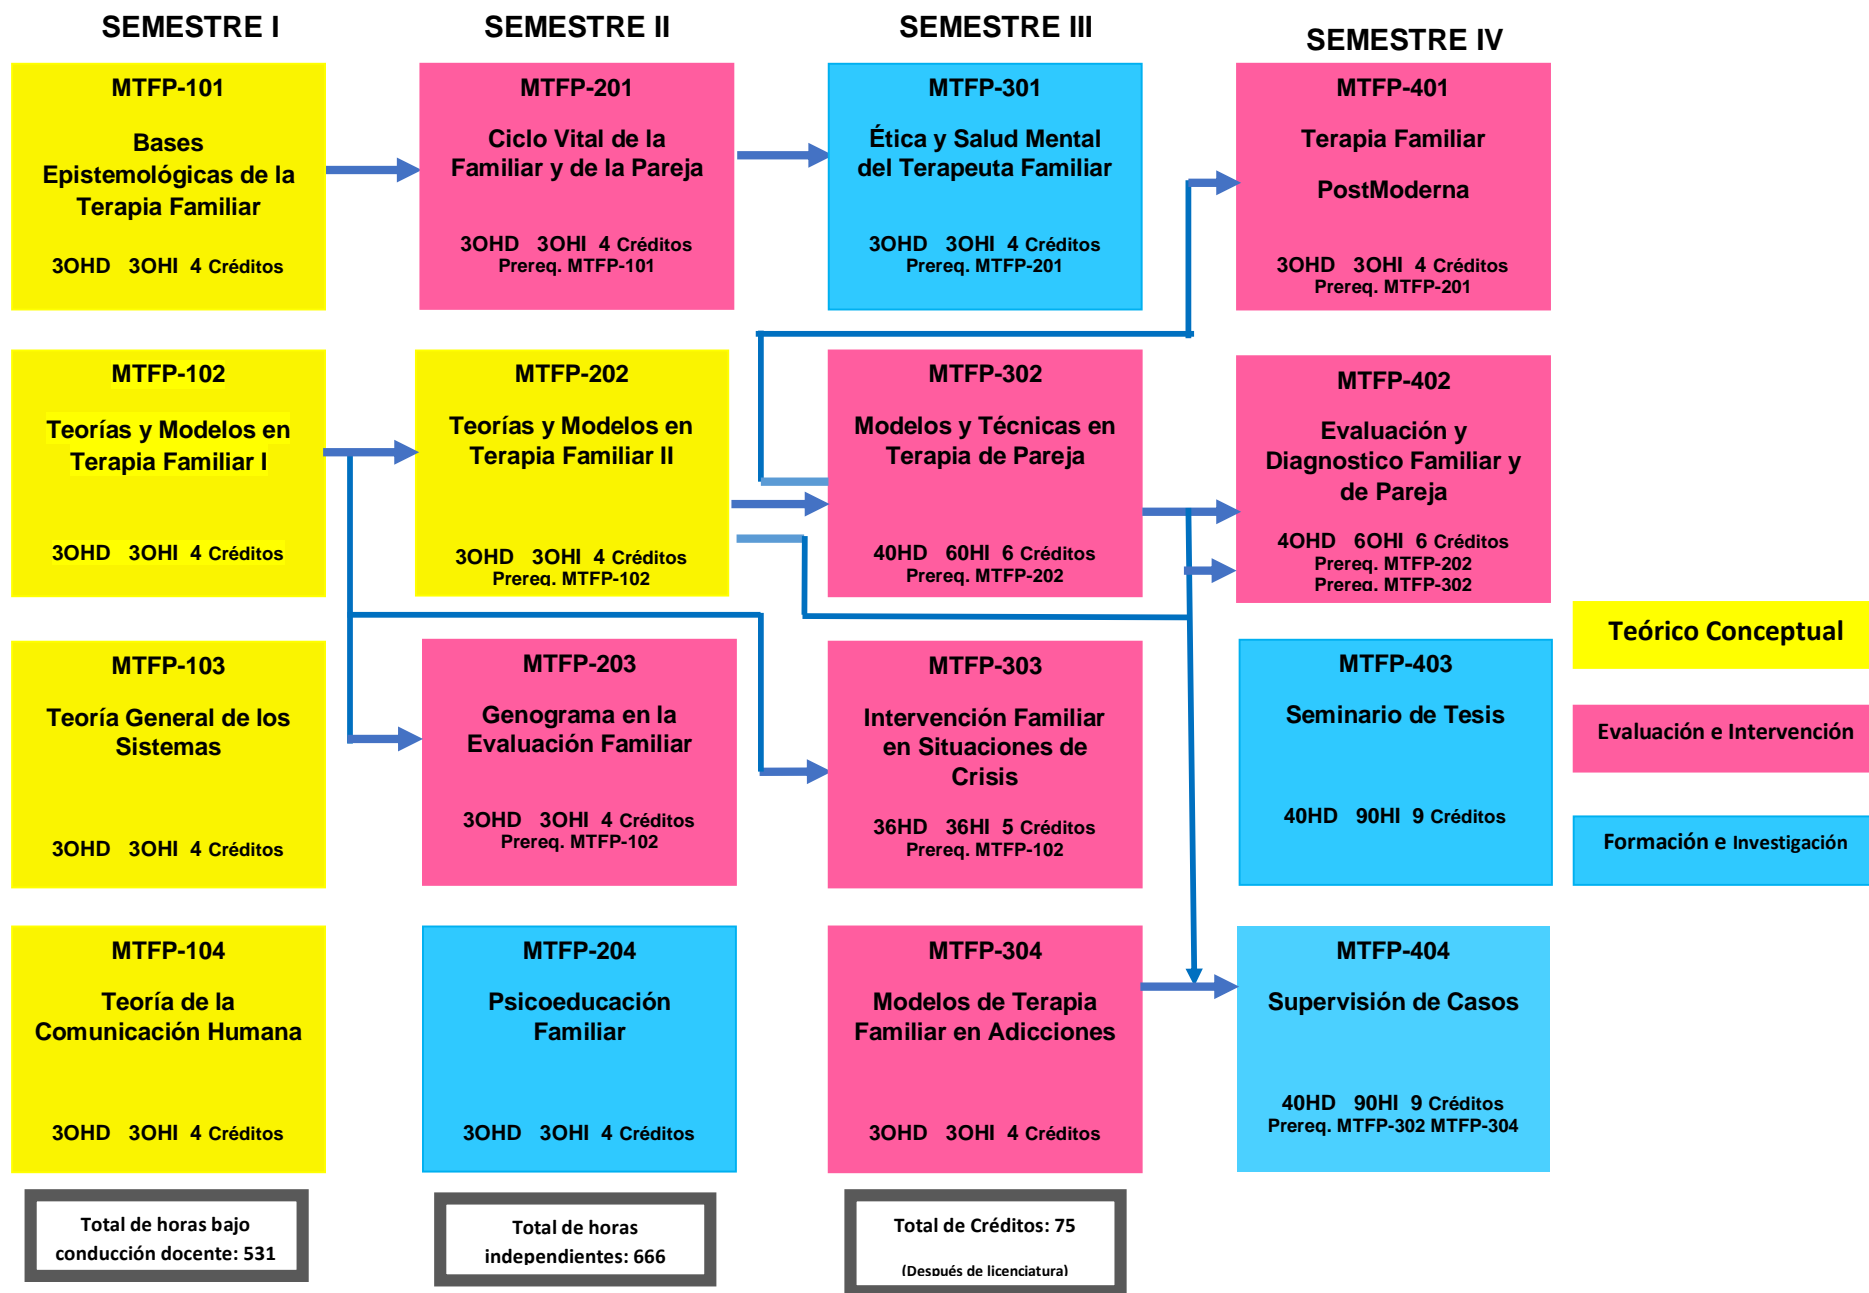 SEMESTRE I
MTFP-101
Bases
Epistemológicas de la
Terapia Familiar
3OHD 3OHI 4 Créditos
MTFP-102
Teorías y Modelos en
Terapia Familiar I
3OHD 3OHI 4 Créditos
MTFP-103
Teoría General de los
Sistemas
3OHD 3OHI 4 Créditos
MTFP-104
Teoría de la
Comunicación Humana
3OHD 3OHI 4 Créditos
Total de horas bajo
conducción docente: 531
SEMESTRE II
MTFP-201
Ciclo Vital de la
Familiar y de la Pareja
3OHD 3OHI 4 Créditos
Prereq. MTFP-101
MTFP-202
Teorías y Modelos en
Terapia Familiar II
3OHD 3OHI 4 Créditos
Prereq. MTFP-102
MTFP-203
Genograma en la
Evaluación Familiar
3OHD 3OHI 4 Créditos
Prereq. MTFP-102
MTFP-204
Psicoeducación
Familiar
3OHD 3OHI 4 Créditos
Total de horas
independientes: 666
SEMESTRE III
MTFP-301
Ética y Salud Mental
del Terapeuta Familiar
3OHD 3OHI 4 Créditos
Prereq. MTFP-201
MTFP-302
Modelos y Técnicas en
Terapia de Pareja
40HD 60HI 6 Créditos
Prereq. MTFP-202
MTFP-303
Intervención Familiar
en Situaciones de
Crisis
36HD 36HI 5 Créditos
Prereq. MTFP-102
MTFP-304
Modelos de Terapia
Familiar en Adicciones
3OHD 3OHI 4 Créditos
Total de Créditos: 75
(Después de licenciatura)
SEMESTRE IV
MTFP-401
Terapia Familiar
PostModerna
3OHD 3OHI 4 Créditos
Prereq. MTFP-201
MTFP-402
Evaluación y
Diagnostico Familiar y
de Pareja
4OHD 6OHI 6 Créditos
Prereq. MTFP-202
Prereq. MTFP-302
MTFP-403
Seminario de Tesis
40HD 90HI 9 Créditos
MTFP-404
Supervisión de Casos
40HD 90HI 9 Créditos
Prereq. MTFP-302 MTFP-304
Teórico Conceptual
Evaluación e Intervención
Formación e Investigación